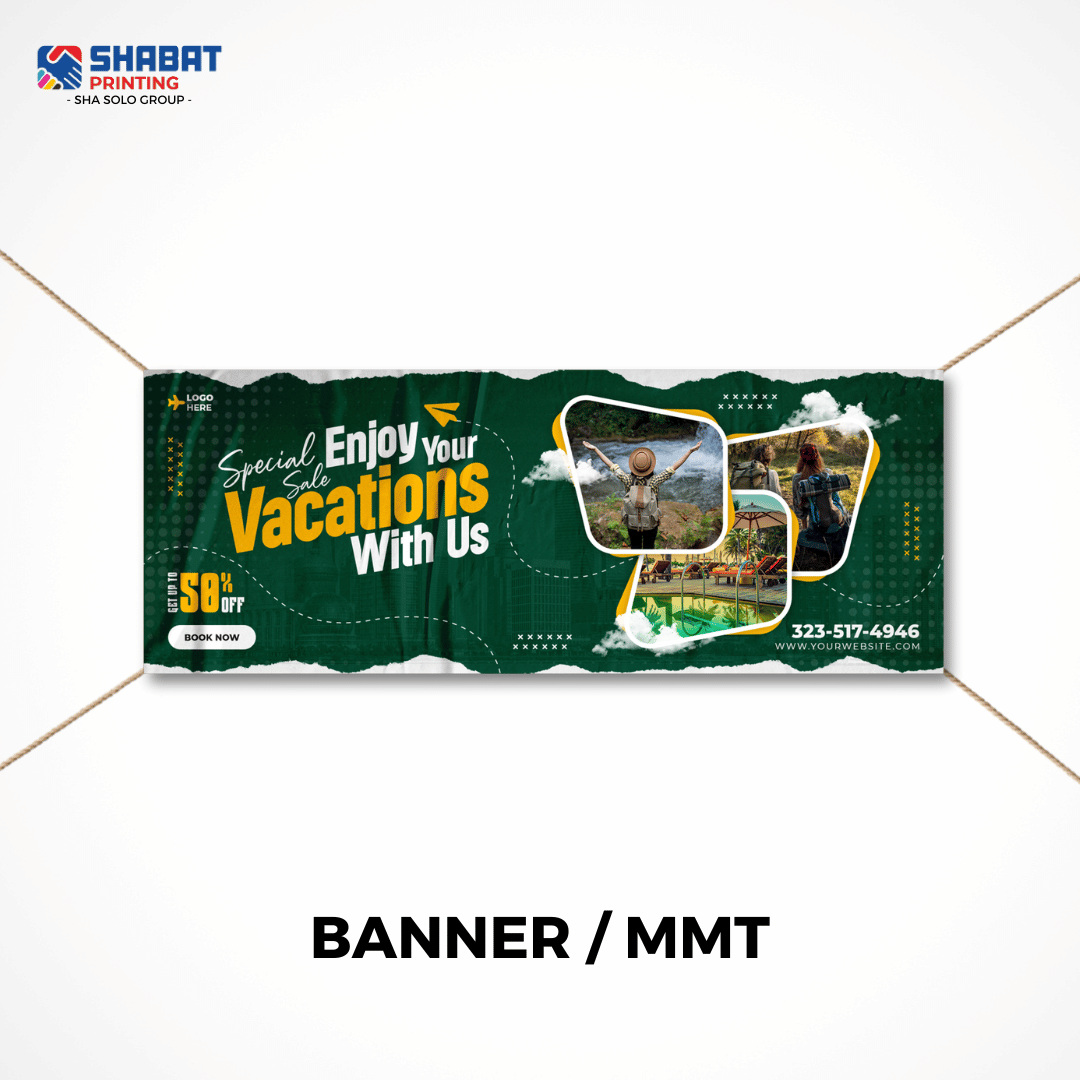 SHABAT
PRINTING
- SHA SOLO GROUP -
LOGO
HERE
Special
Sale
Enjoy Your
Vacations
With Us
GET UP TO
50%
OFF
BOOK NOW
323-517-4946
WWW.YOURWEBSITE.COM
BANNER / MMT